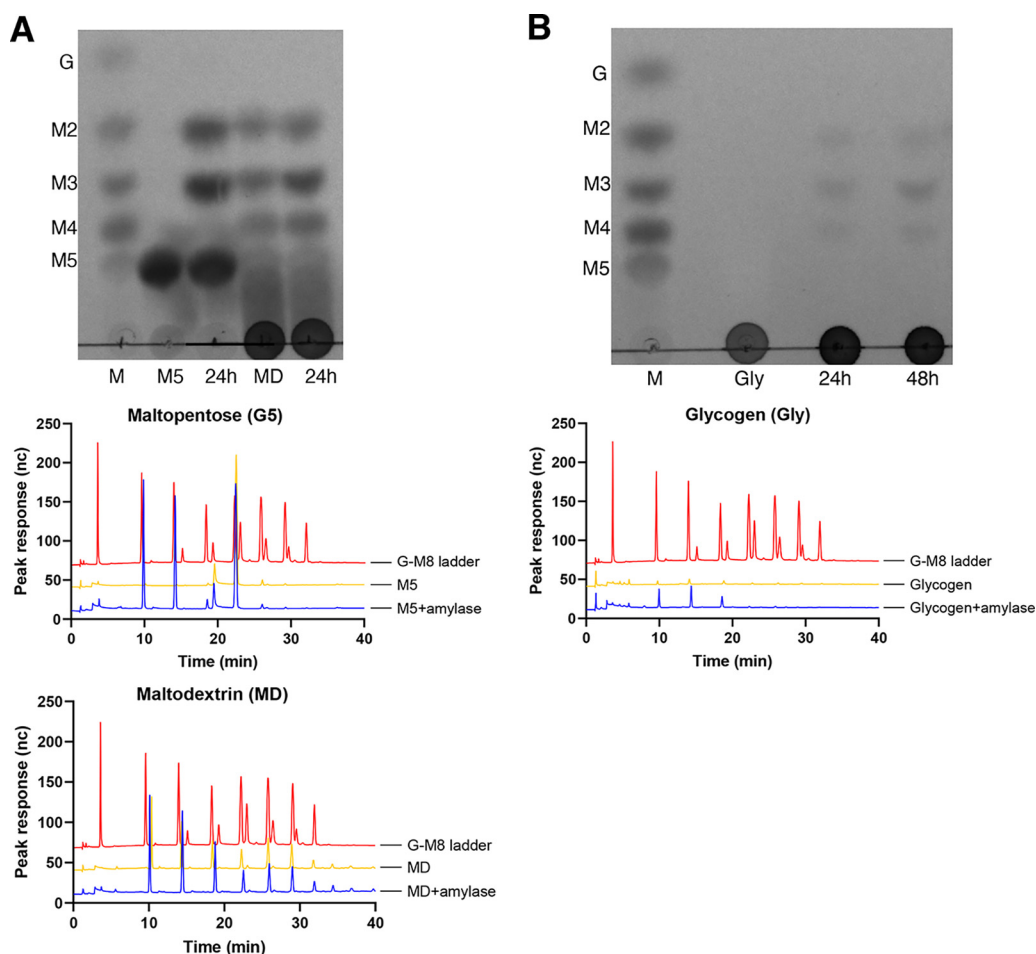 A
G
M2
M3
M4
M5
M M5 24h MD 24h
Maltopentose (G5)
Peak response (nc)
250
200
150
100
50
0
G-M8 ladder
M5
M5+amylase
0 10 20 30 40
Time (min)
Maltodextrin (MD)
Peak response (nc)
250
200
150
100
50
0
G-M8 ladder
MD
MD+amylase
0 10 20 30 40
Time (min)
B
G
M2
M3
M4
M5
M Gly 24h 48h
Glycogen (Gly)
Peak response (nc)
250
200
150
100
50
0
G-M8 ladder
Glycogen
Glycogen+amylase
0 10 20 30 40
Time (min)